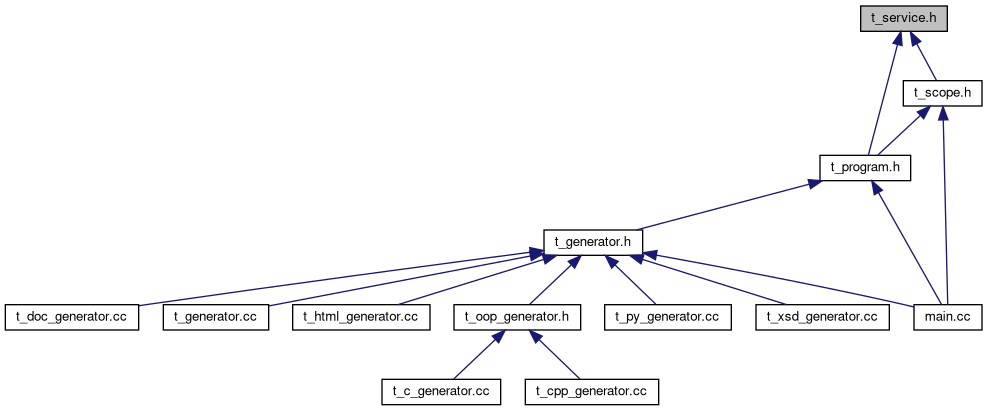 t_service.h
t_scope.h
t_program.h
t_generator.h
t_doc_generator.cc
t_generator.cc
t_html_generator.cc
t_oop_generator.h
t_py_generator.cc
t_xsd_generator.cc
main.cc
t_c_generator.cc
t_cpp_generator.cc